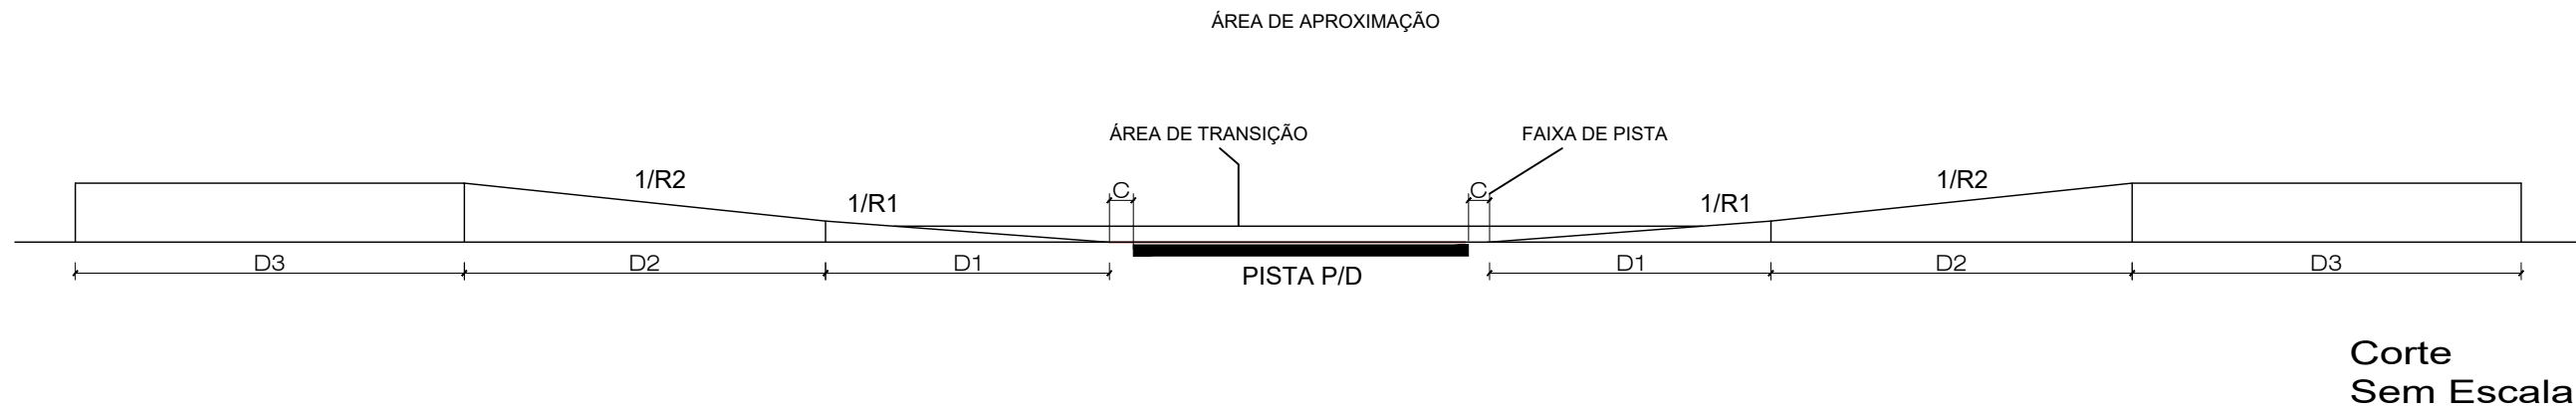 ÁREA DE APROXIMAÇÃO
ÁREA DE TRANSIÇÃO
FAIXA DE PISTA
1/R2
1/R2
C
C
1/R1
1/R1
D3
D2
D1
D1
D2
D3
PISTA P/D
Corte
Sem Escala